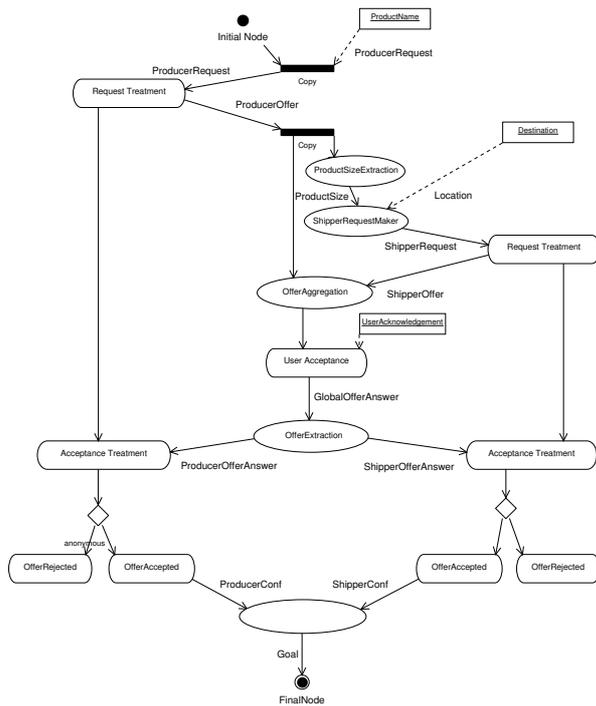 ProductName
Initial Node
ProducerRequest
ProducerRequest
Copy
Request Treatment
ProducerOffer
Copy
Destination
ProductSizeExtraction
ProductSize
Location
ShipperRequestMaker
ShipperRequest
Request Treatment
OfferAggregation
ShipperOffer
UserAcknowledgement
User Acceptance
GlobalOfferAnswer
OfferExtraction
Acceptance Treatment
ProducerOfferAnswer
ShipperOfferAnswer
Acceptance Treatment
anonymous
OfferRejected
OfferAccepted
OfferAccepted
OfferRejected
ProducerConf
ShipperConf
Goal
FinalNode